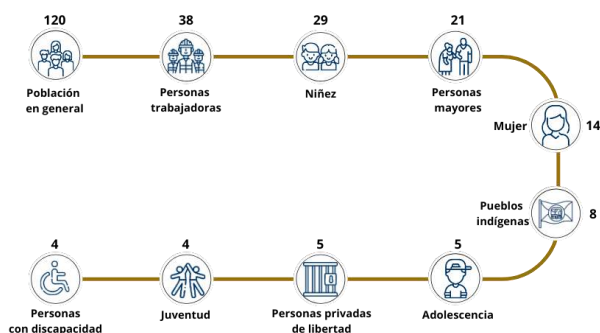 120
Población
en general
38
Personas
trabajadoras
29
Niñez
21
Personas
mayores
Mujer
14
Pueblos
indígenas
8
5
Adolescencia
5
Personas privadas
de libertad
4
Juventud
4
Personas
con discapacidad